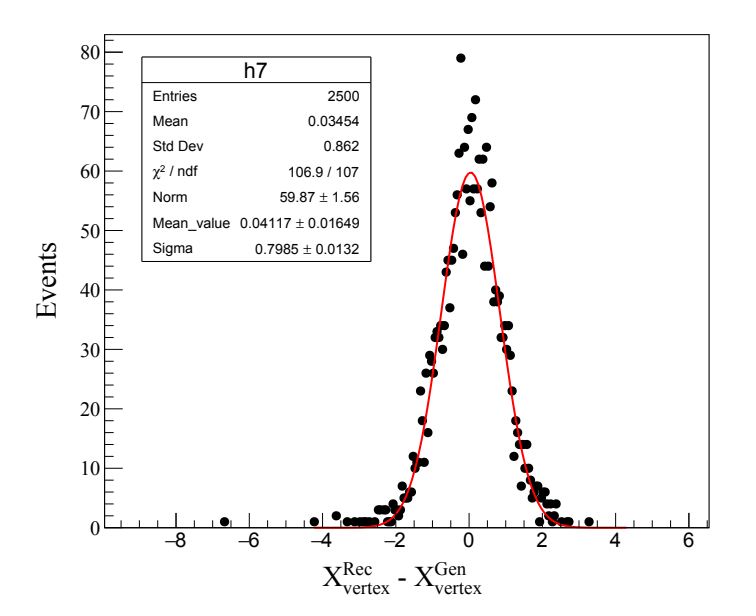 h7
Entries 2500
Mean 0.03454
Std Dev 0.862
χ² / ndf 106.9 / 107
Norm 59.87 ± 1.56
Mean_value 0.04117 ± 0.01649
Sigma 0.7985 ± 0.0132
Events
80
70
60
50
40
30
20
10
0
−8 −6 −4 −2 0 2 4 6
X^Rec_vertex - X^Gen_vertex